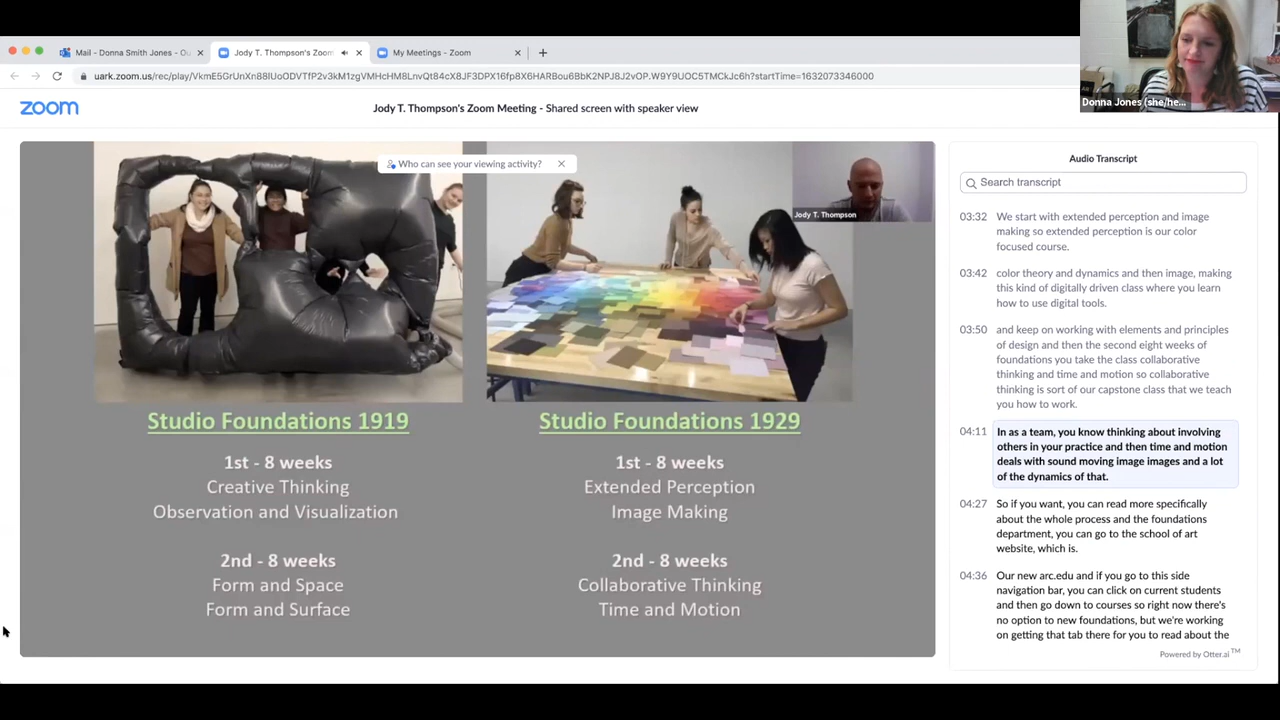 Mail - Donna Smith Jones - Ou
Jody T. Thompson's Zoom
My Meetings - Zoom
uark.zoom.us/rec/play/VkmE5GrUnXn88IUoODVTfP2v3kM1zgVMHcHM8LnvQt84cX8JF3DPX16fp8X6HARBou6BbK2NPJ8J2vOP.W9Y9UOC5TMCkJc6h?startTime=1632073346000
Donna Jones (she/he...
zoom
Jody T. Thompson's Zoom Meeting - Shared screen with speaker view
Who can see your viewing activity?
Jody T. Thompson
Studio Foundations 1919
1st - 8 weeks
Creative Thinking
Observation and Visualization
2nd - 8 weeks
Form and Space
Form and Surface
Studio Foundations 1929
1st - 8 weeks
Extended Perception
Image Making
2nd - 8 weeks
Collaborative Thinking
Time and Motion
Audio Transcript
Search transcript
03:32 We start with extended perception and image
making so extended perception is our color
focused course.
03:42 color theory and dynamics and then image, making
this kind of digitally driven class where you learn
how to use digital tools.
03:50 and keep on working with elements and principles
of design and then the second eight weeks of
foundations you take the class collaborative
thinking and time and motion so collaborative
thinking is sort of our capstone class that we teach
you how to work.
04:11 In as a team, you know thinking about involving
others in your practice and then time and motion
deals with sound moving image images and a lot
of the dynamics of that.
04:27 So if you want, you can read more specifically
about the whole process and the foundations
department, you can go to the school of art
website, which is.
04:36 Our new arc.edu and if you go to this side
navigation bar, you can click on current students
and then go down to courses so right now there's
no option to new foundations, but we're working
on getting that tab there for you to read about the
Powered by Otter.ai TM